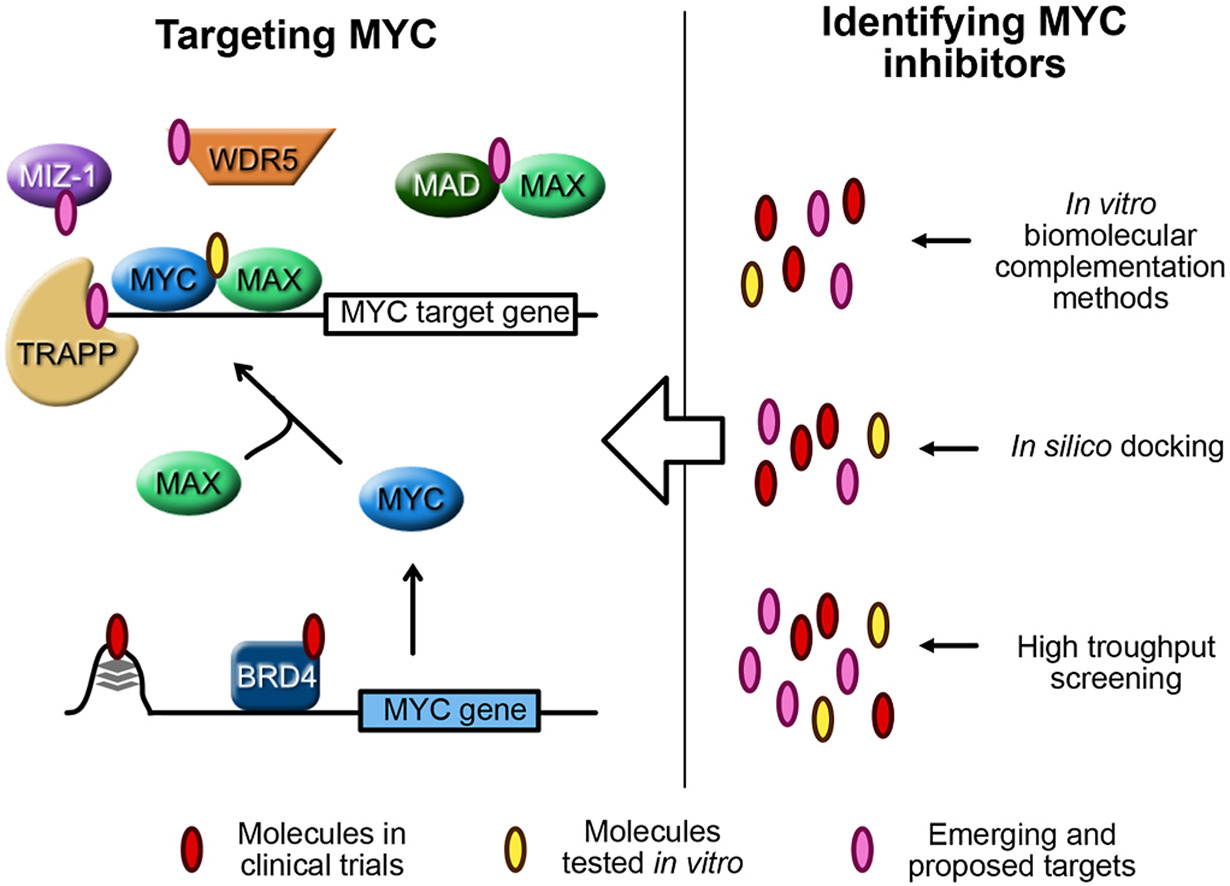 Targeting MYC
Identifying MYC
inhibitors
MIZ-1
WDR5
MAD
MAX
MYC
MAX
MYC target gene
TRAPP
MAX
MYC
BRD4
MYC gene
In vitro
biomolecular
complementation
methods
In silico docking
High troughput
screening
Molecules in
clinical trials
Molecules
tested in vitro
Emerging and
proposed targets